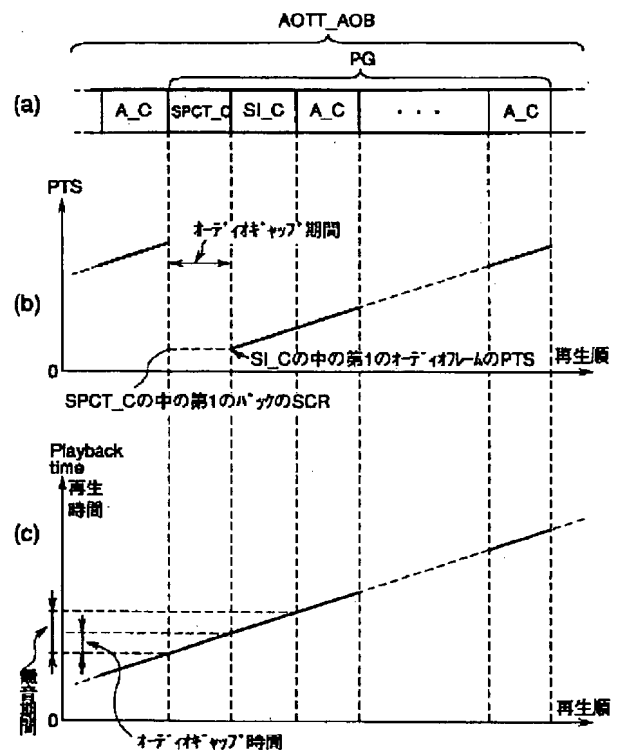 AOTT_AOB
PG
(a)
A_C SPCT_C SI_C A_C ・・・ A_C
PTS
オーディオギャップ期間
(b)
SI_Cの中の第1のオーディオフレームのPTS
再生順
0
SPCT_Cの中の第1のパックのSCR
Playback
time
再生
時間
(c)
無音期間
0
再生順
オーディオギャップ時間